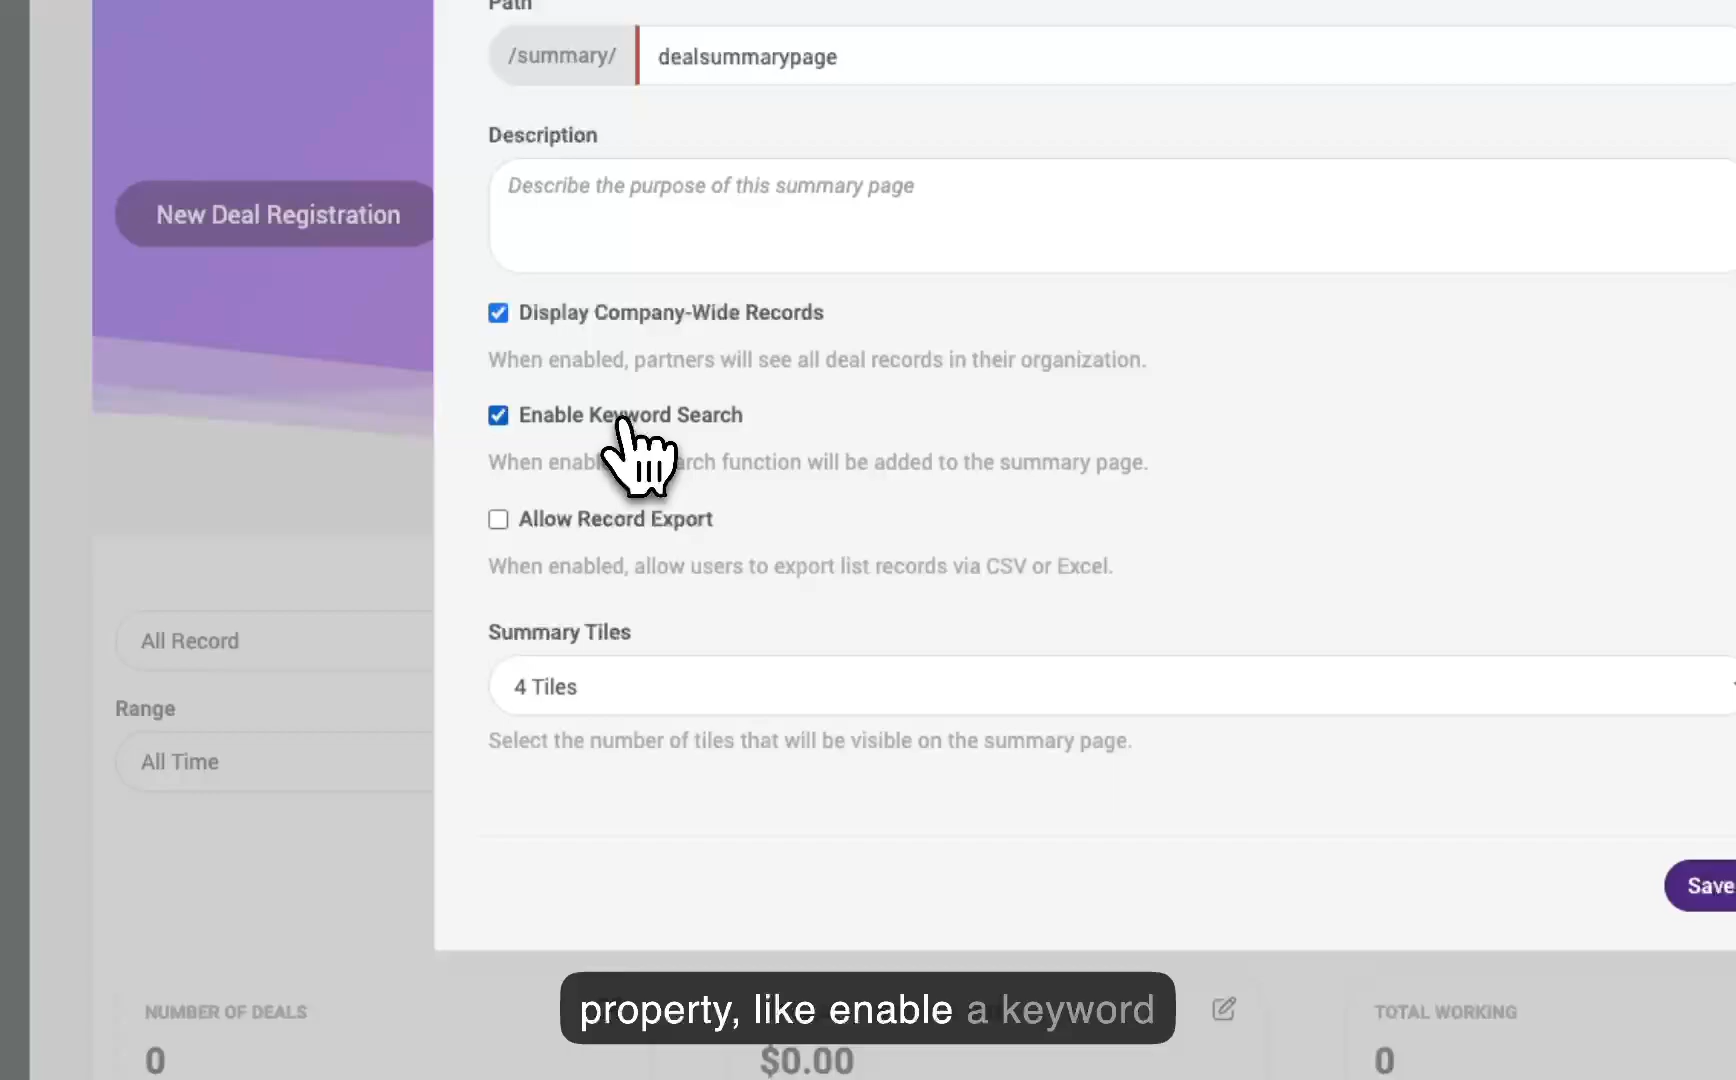 Path
/summary/ dealsummarypage
Description
Describe the purpose of this summary page
New Deal Registration
Display Company-Wide Records
When enabled, partners will see all deal records in their organization.
Enable Keyword Search
When function will be added to the summary page.
Allow Record Export
When enabled, allow users to export list records via CSV or Excel.
Summary Tiles
All Record
4 Tiles
Range
Select the number of tiles that will be visible on the summary page.
All Time
Save
property, like enable a keyword
NUMBER OF DEALS
TOTAL WORKING
0
$0.00
0